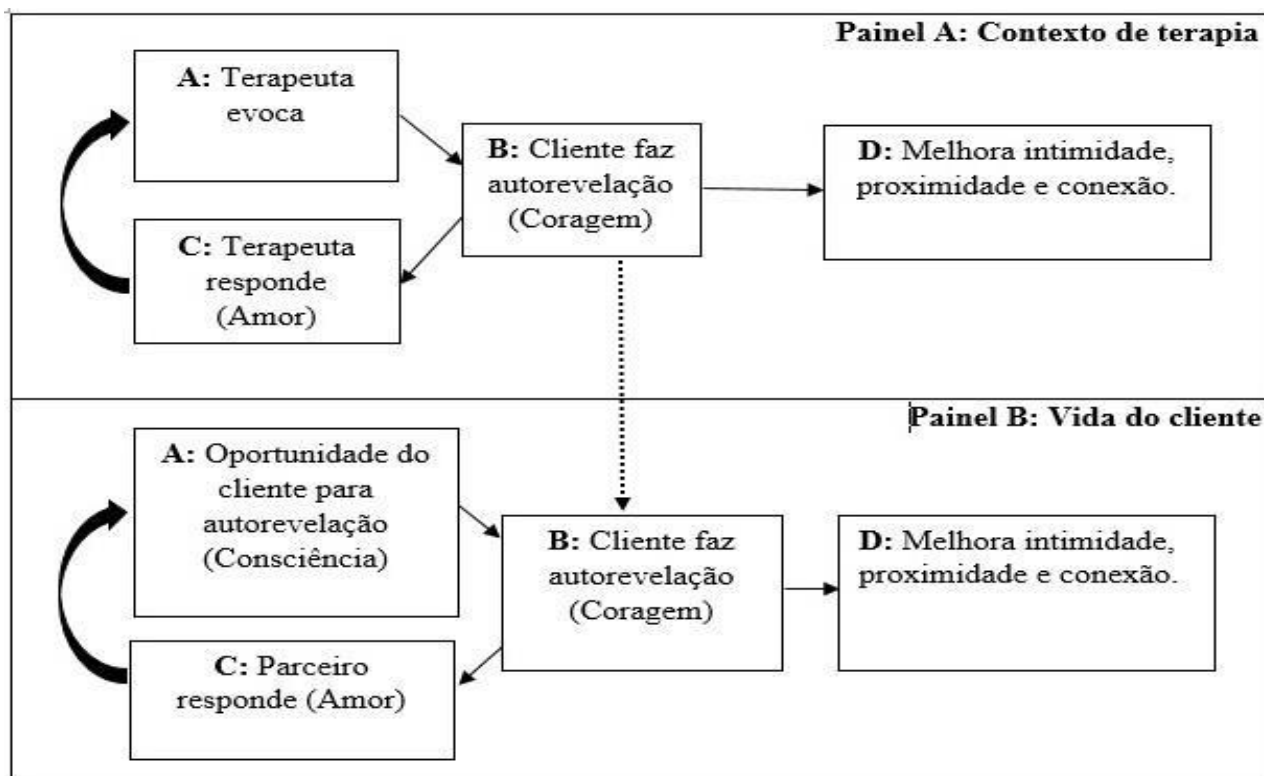 Painel A: Contexto de terapia
A: Terapeuta
evoca
B: Cliente faz
autorevelação
(Coragem)
D: Melhora intimidade,
proximidade e conexão.
C: Terapeuta
responde
(Amor)
Painel B: Vida do cliente
A: Oportunidade do
cliente para
autorevelação
(Consciência)
B: Cliente faz
autorevelação
(Coragem)
D: Melhora intimidade,
proximidade e conexão.
C: Parceiro
responde (Amor)